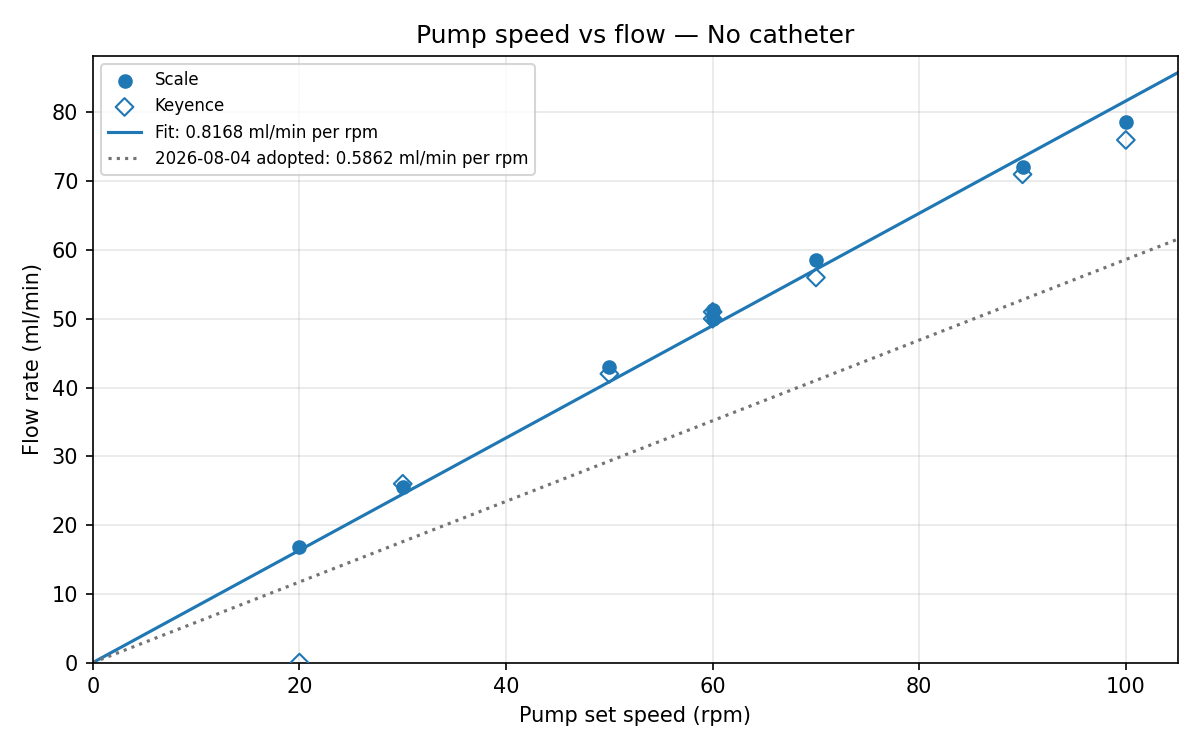 Pump speed vs flow — No catheter
Scale
Keyence
Fit: 0.8168 ml/min per rpm
2026-08-04 adopted: 0.5862 ml/min per rpm
Flow rate (ml/min)
80
70
60
50
40
30
20
10
0
0 20 40 60 80 100
Pump set speed (rpm)